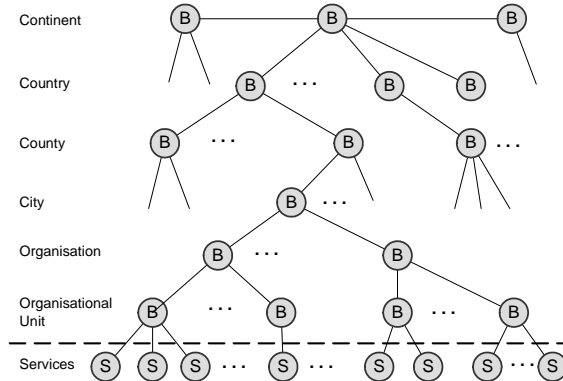 Continent B B B
Country B ... B B
County B ... B B ...
City B ...
Organisation B ... B
Organisational
Unit B ... B B ... B
Services S S S ... S ... S S S ... S